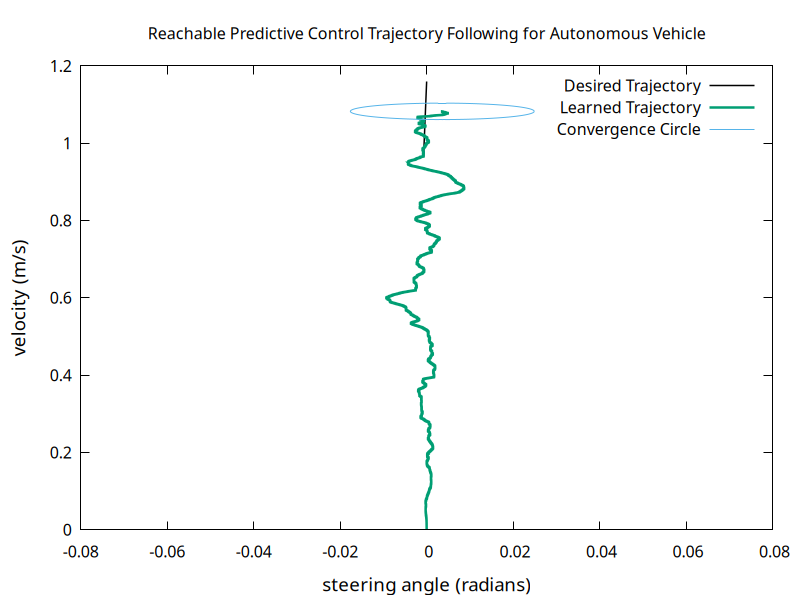 Reachable Predictive Control Trajectory Following for Autonomous Vehicle
1.2
1
0.8
0.6
0.4
0.2
0
velocity (m/s)
Desired Trajectory
Learned Trajectory
Convergence Circle
-0.08 -0.06 -0.04 -0.02 0 0.02 0.04 0.06 0.08
steering angle (radians)